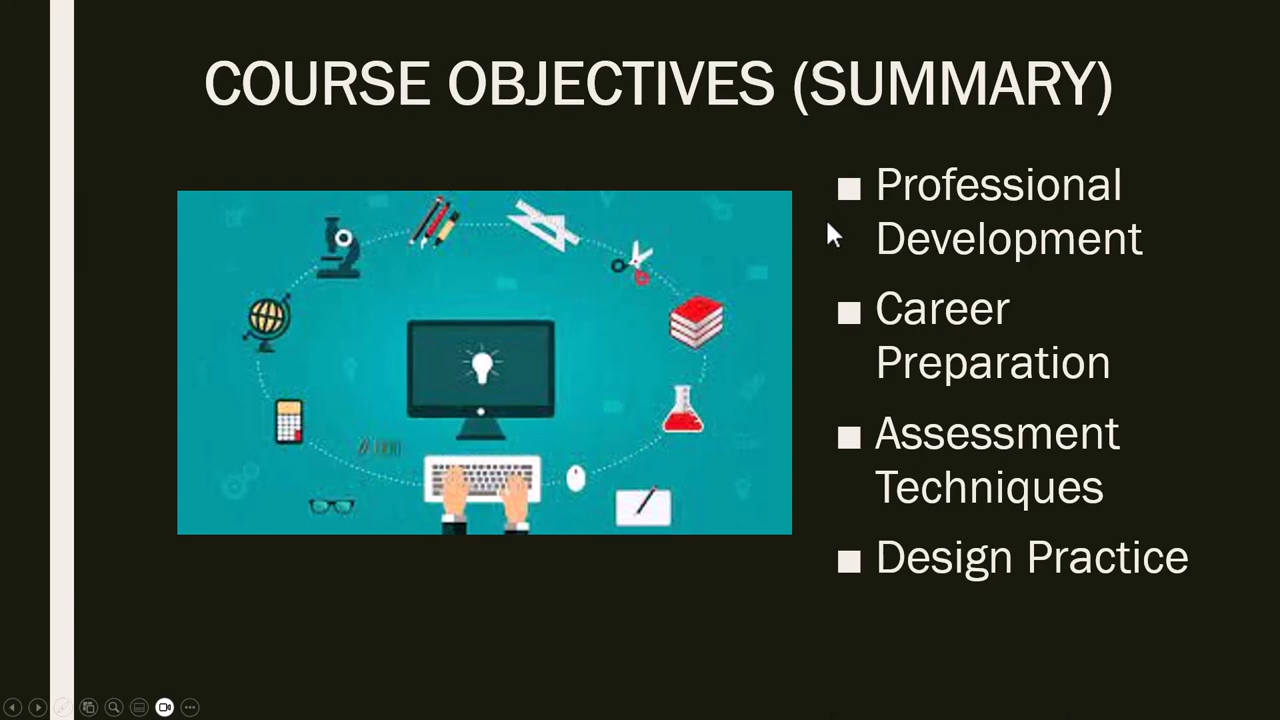 COURSE OBJECTIVES (SUMMARY)
Professional
Development
Career
Preparation
Assessment
Techniques
Design Practice